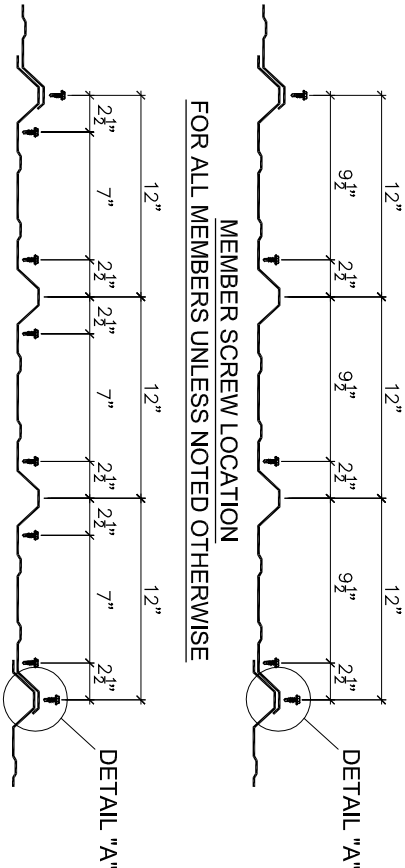 12" 12" 12"
9½" 2½" 9½" 2½" 9½" 2½"
DETAIL "A"
MEMBER SCREW LOCATION
FOR ALL MEMBERS UNLESS NOTED OTHERWISE
12" 12" 12"
2½" 7" 2½" 2½" 7" 2½" 2½" 7" 2½"
DETAIL "A"